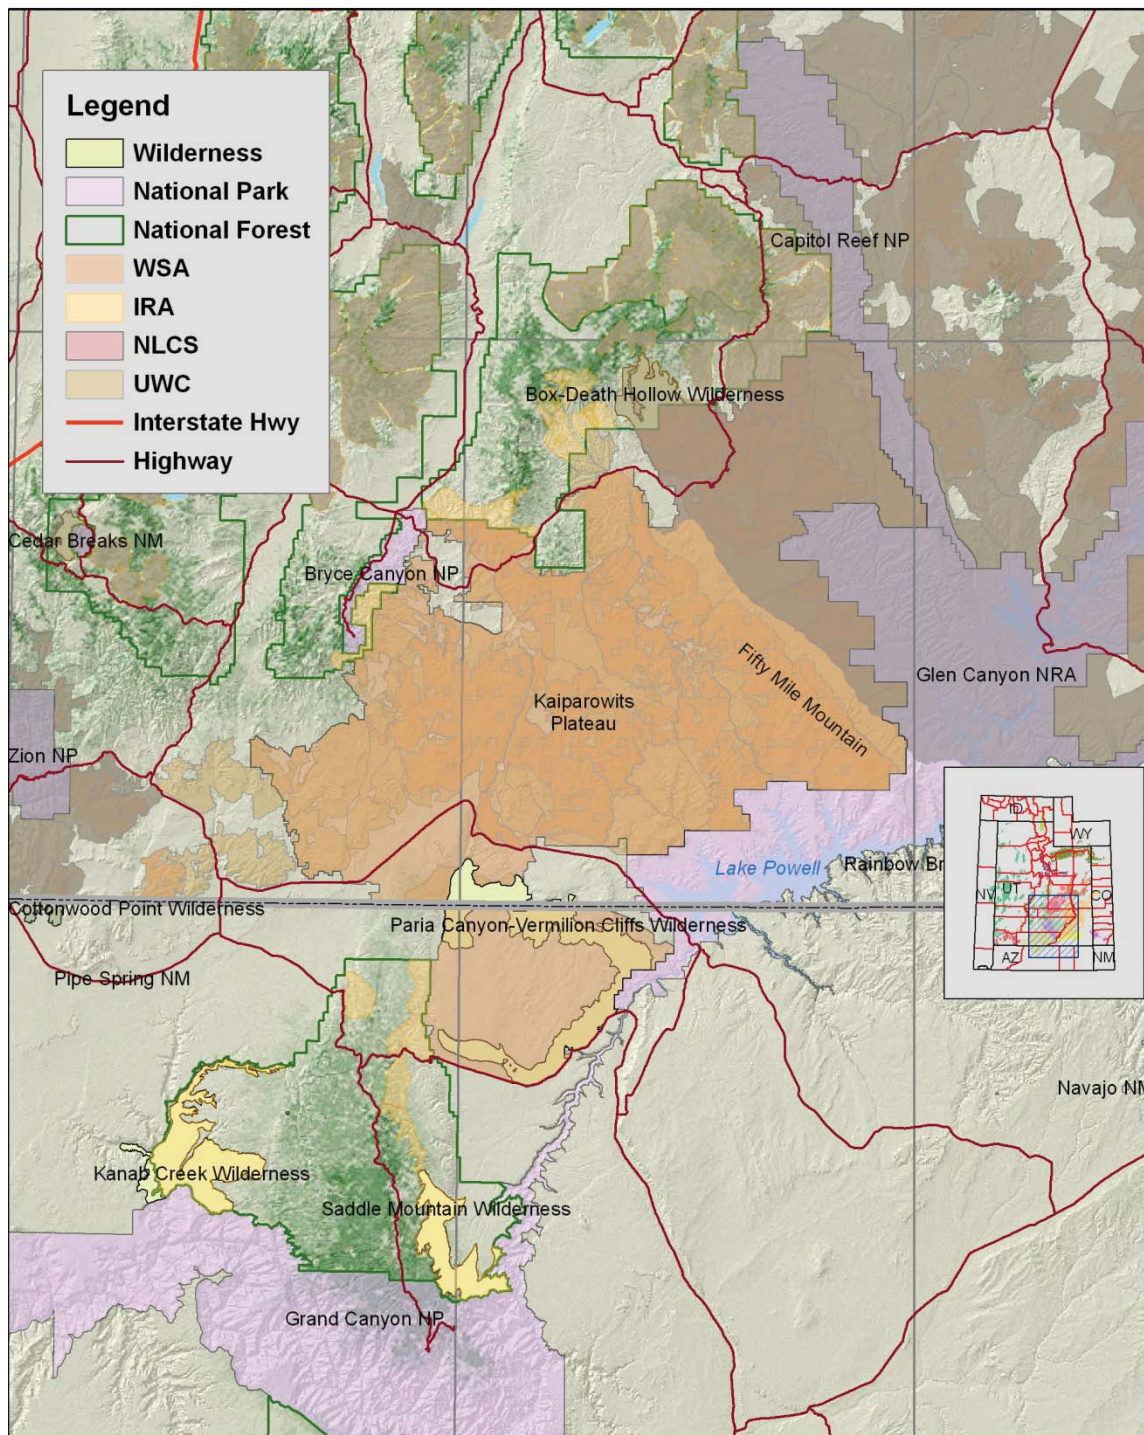 Legend
Wilderness
National Park
National Forest
WSA
IRA
NLCS
UWC
Interstate Hwy
Highway
Capitol Reef NP
Box-Death Hollow Wilderness
Cedar Breaks NM
Bryce Canyon NP
Fifty Mile Mountain
Glen Canyon NRA
Kaiparowits
Plateau
Zion NP
Lake Powell
Rainbow Br
ID
WY
NV
UT
CO
AZ
NM
Cottonwood Point Wilderness
Paria Canyon-Vermilion Cliffs Wilderness
Pipe Spring NM
Navajo NM
Kanab Creek Wilderness
Saddle Mountain Wilderness
Grand Canyon NP